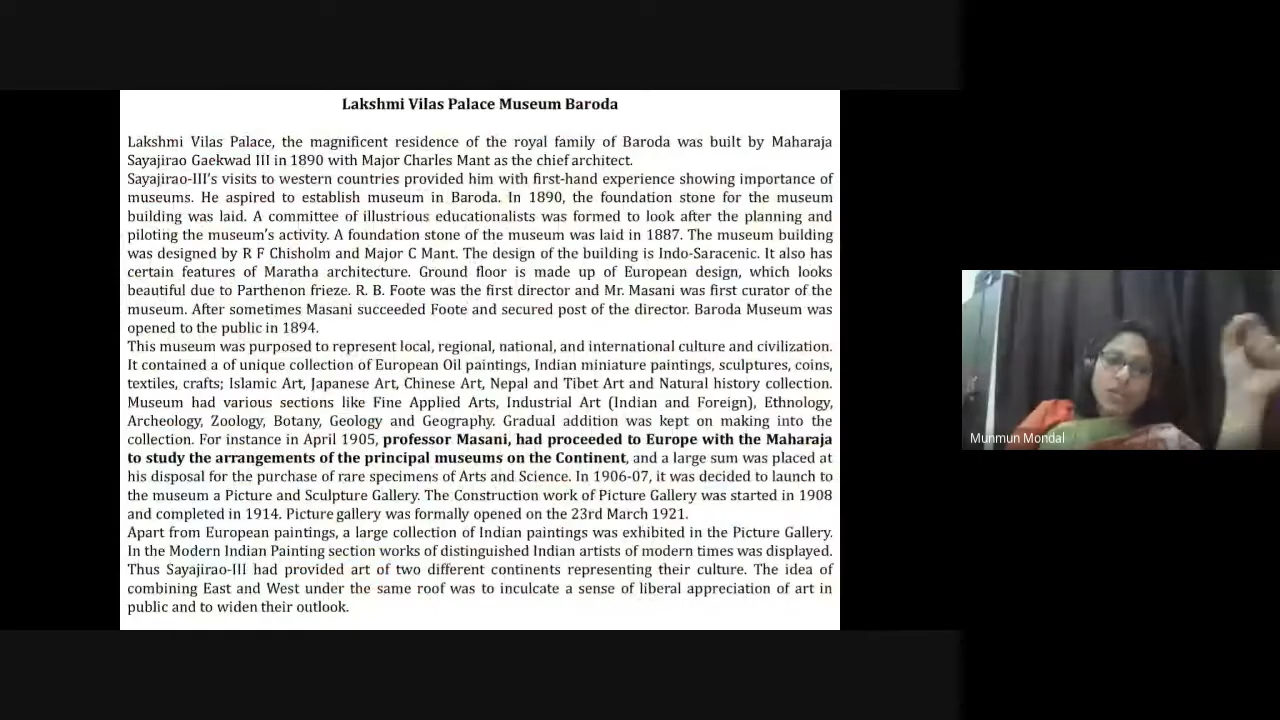 Lakshmi Vilas Palace Museum Baroda
Lakshmi Vilas Palace, the magnificent residence of the royal family of Baroda was built by Maharaja
Sayajirao Gaekwad III in 1890 with Major Charles Mant as the chief architect.
Sayajirao-III's visits to western countries provided him with first-hand experience showing importance of
museums. He aspired to establish museum in Baroda. In 1890, the foundation stone for the museum
building was laid. A committee of illustrious educationalists was formed to look after the planning and
piloting the museum's activity. A foundation stone of the museum was laid in 1887. The museum building
was designed by R F Chisholm and Major C Mant. The design of the building is Indo-Saracenic. It also has
certain features of Maratha architecture. Ground floor is made up of European design, which looks
beautiful due to Parthenon frieze. R. B. Foote was the first director and Mr. Masani was first curator of the
museum. After sometimes Masani succeeded Foote and secured post of the director. Baroda Museum was
opened to the public in 1894.
This museum was purposed to represent local, regional, national, and international culture and civilization.
It contained a of unique collection of European Oil paintings, Indian miniature paintings, sculptures, coins,
textiles, crafts; Islamic Art, Japanese Art, Chinese Art, Nepal and Tibet Art and Natural history collection.
Museum had various sections like Fine Applied Arts, Industrial Art (Indian and Foreign), Ethnology,
Archeology, Zoology, Botany, Geology and Geography. Gradual addition was kept on making into the
collection. For instance in April 1905, professor Masani, had proceeded to Europe with the Maharaja
to study the arrangements of the principal museums on the Continent, and a large sum was placed at
his disposal for the purchase of rare specimens of Arts and Science. In 1906-07, it was decided to launch to
the museum a Picture and Sculpture Gallery. The Construction work of Picture Gallery was started in 1908
and completed in 1914. Picture gallery was formally opened on the 23rd March 1921.
Apart from European paintings, a large collection of Indian paintings was exhibited in the Picture Gallery.
In the Modern Indian Painting section works of distinguished Indian artists of modern times was displayed.
Thus Sayajirao-III had provided art of two different continents representing their culture. The idea of
combining East and West under the same roof was to inculcate a sense of liberal appreciation of art in
public and to widen their outlook.
Munmun Mondal